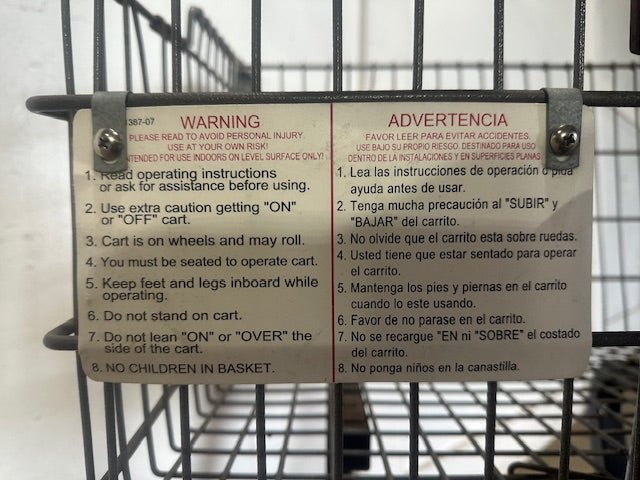 387-07
WARNING
PLEASE READ TO AVOID PERSONAL INJURY.
USE AT YOUR OWN RISK!
NTENDED FOR USE INDOORS ON LEVEL SURFACE ONLY!
1. Read operating instructions
or ask for assistance before using.
2. Use extra caution getting "ON"
or "OFF" cart.
3. Cart is on wheels and may roll.
4. You must be seated to operate cart.
5. Keep feet and legs inboard while
operating.
6. Do not stand on cart.
7. Do not lean "ON" or "OVER" the
side of the cart.
8. NO CHILDREN IN BASKET.
ADVERTENCIA
FAVOR LEER PARA EVITAR ACCIDENTES.
USE BAJO SU PROPIO RIESGO. DESTINADO PARA USO
DENTRO DE LA INSTALACIONES Y EN SUPERFICIES PLANAS
1. Lea las instrucciones de operación o pida
ayuda antes de usar.
2. Tenga mucha precaución al "SUBIR" y
"BAJAR" del carrito.
3. No olvide que el carrito esta sobre ruedas.
4. Usted tiene que estar sentado para operar
el carrito.
5. Mantenga los pies y piernas en el carrito
cuando lo este usando.
6. Favor de no parase en el carrito.
7. No se recargue "EN ni "SOBRE" el costado
del carrito.
8. No ponga niños en la canastilla.